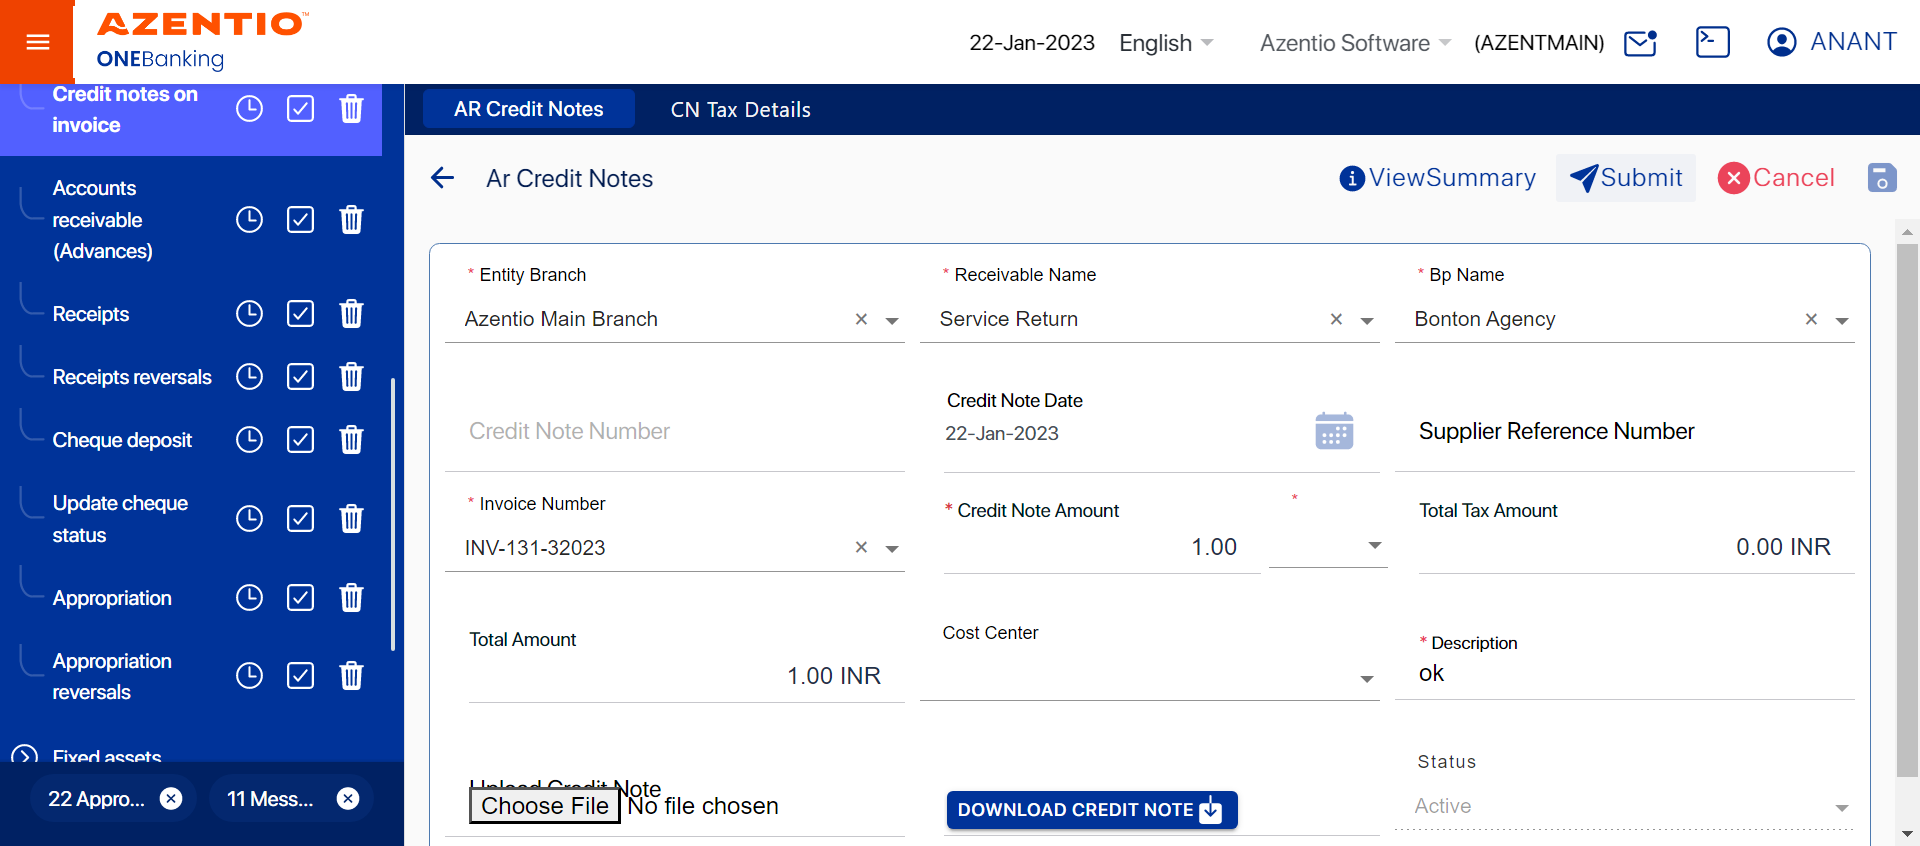 AZENTIO™
ONEBanking
22-Jan-2023
English
Azentio Software
(AZENTMAIN)
ANANT
Credit notes on
invoice
Accounts
receivable
(Advances)
Receipts
Receipts reversals
Cheque deposit
Update cheque
status
Appropriation
Appropriation
reversals
Fixed assets
22 Appro...
11 Mess...
AR Credit Notes
CN Tax Details
Ar Credit Notes
ViewSummary
Submit
Cancel
* Entity Branch
Azentio Main Branch
* Receivable Name
Service Return
* Bp Name
Bonton Agency
Credit Note Number
Credit Note Date
22-Jan-2023
Supplier Reference Number
* Invoice Number
INV-131-32023
* Credit Note Amount
1.00
*
Total Tax Amount
0.00 INR
Total Amount
1.00 INR
Cost Center
* Description
ok
Upload Credit Note
Choose File No file chosen
DOWNLOAD CREDIT NOTE
Status
Active